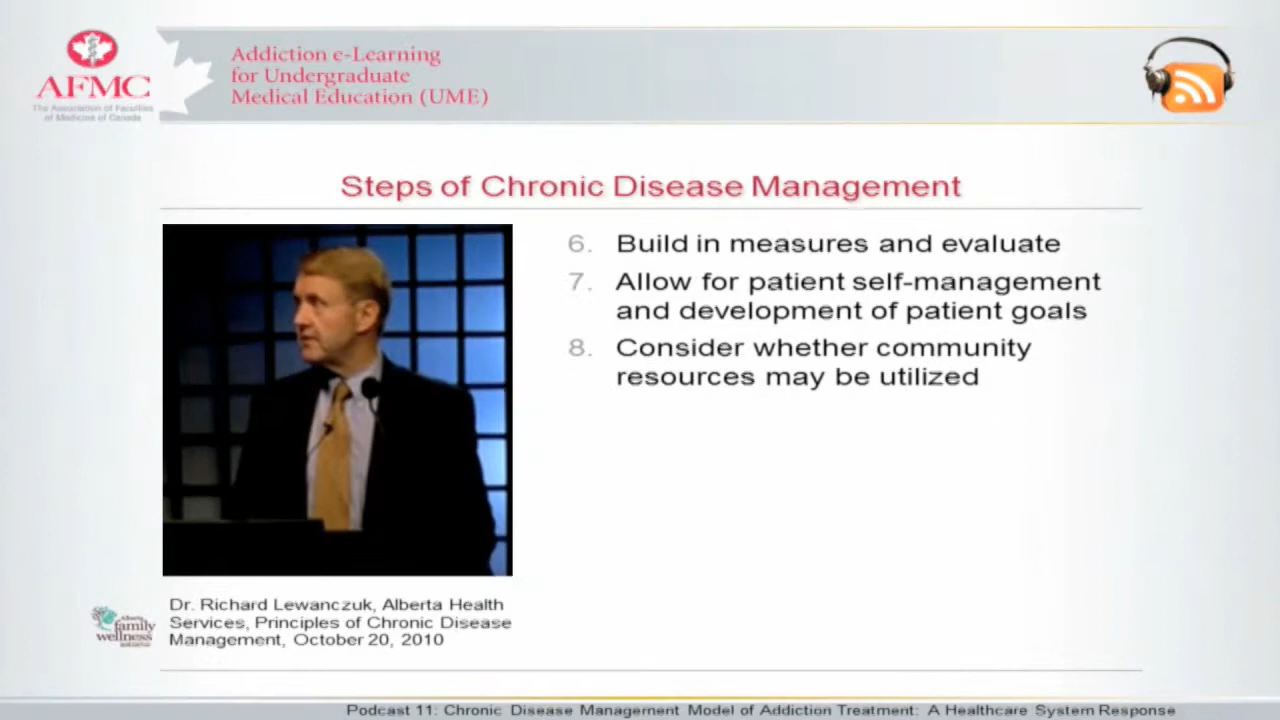 AFMC
The Association of Faculties
of Medicine of Canada
Addiction e-Learning
for Undergraduate
Medical Education (UME)
Steps of Chronic Disease Management
6. Build in measures and evaluate
7. Allow for patient self-management
and development of patient goals
8. Consider whether community
resources may be utilized
Dr. Richard Lewanczuk, Alberta Health
Services, Principles of Chronic Disease
Management, October 20, 2010
Alberta
family
wellness
Podcast 11: Chronic Disease Management Model of Addiction Treatment: A Healthcare System Response